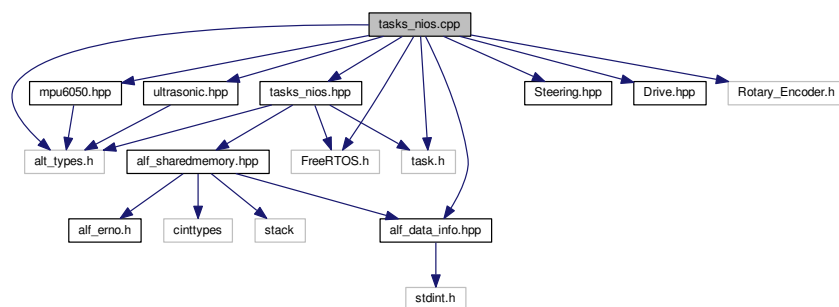 tasks_nios.cpp
mpu6050.hpp
ultrasonic.hpp
tasks_nios.hpp
Steering.hpp
Drive.hpp
Rotary_Encoder.h
alt_types.h
alf_sharedmemory.hpp
FreeRTOS.h
task.h
alf_erno.h
cinttypes
stack
alf_data_info.hpp
stdint.h